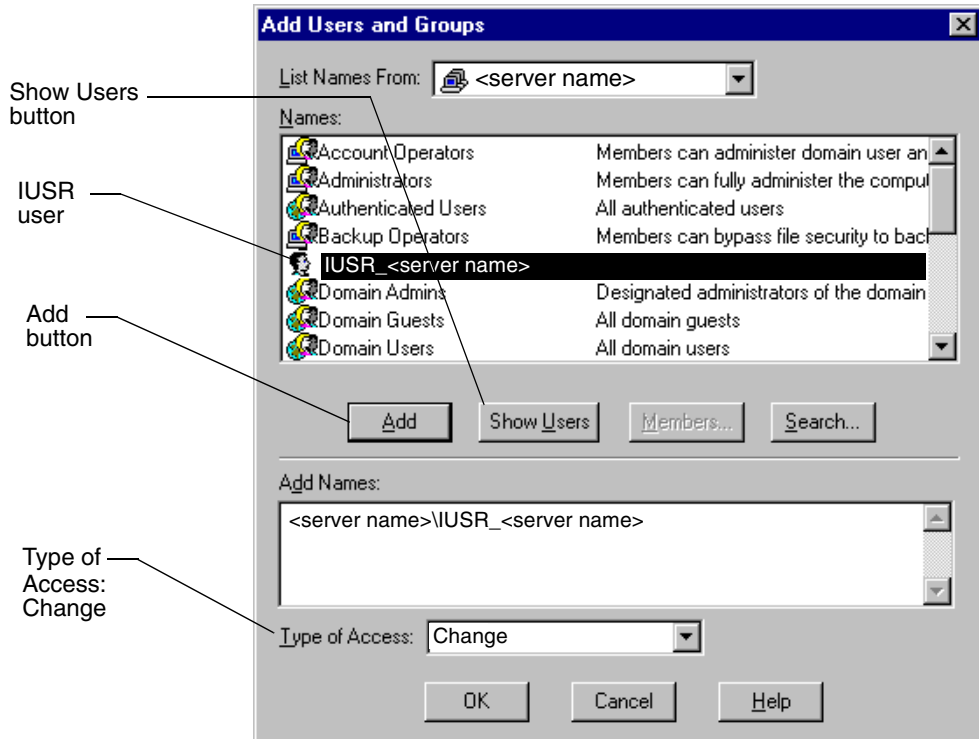 Add Users and Groups
List Names From: <server name>
Show Users
button
Names:
Account Operators Members can administer domain user an
Administrators Members can fully administer the comput
IUSR
user
Authenticated Users All authenticated users
Backup Operators Members can bypass file security to bac
IUSR_<server name>
Domain Admins Designated administrators of the domain
Add
button
Domain Guests All domain guests
Domain Users All domain users
Add Show Users Members... Search...
Add Names:
<server name>\IUSR_<server name>
Type of
Access:
Change
Type of Access: Change
OK Cancel Help